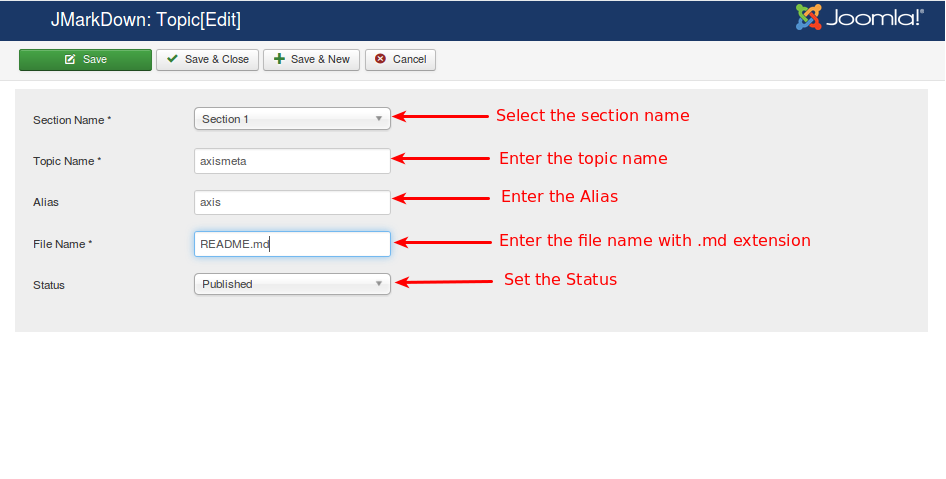 JMarkDown: Topic[Edit]
Joomla!®
Save
Save & Close
Save & New
Cancel
Section Name *
Section 1
Select the section name
Topic Name *
axismeta
Enter the topic name
Alias
axis
Enter the Alias
File Name *
README.md
Enter the file name with .md extension
Status
Published
Set the Status